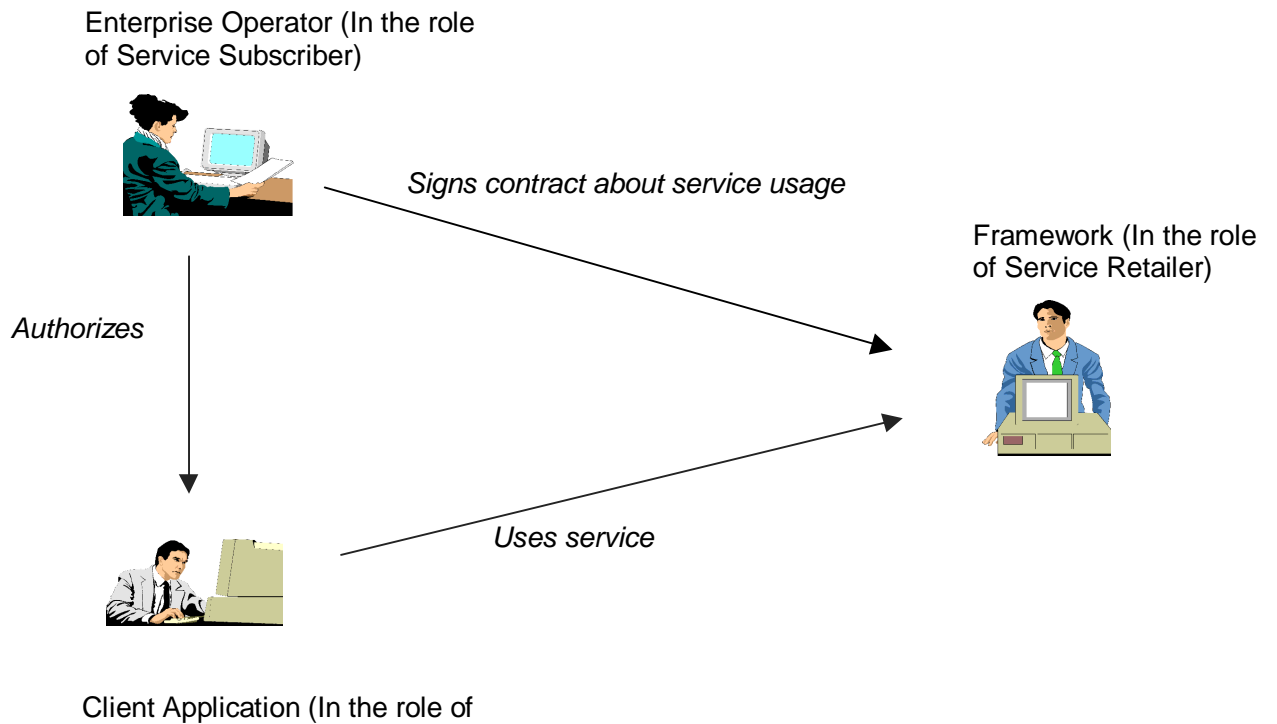 Enterprise Operator (In the role
of Service Subscriber)
Signs contract about service usage
Framework (In the role
of Service Retailer)
Authorizes
Uses service
Client Application (In the role of